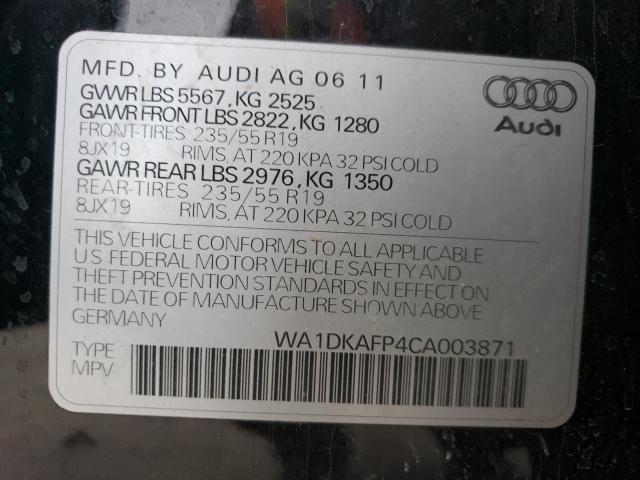 MFD. BY AUDI AG 06 11
GVWR LBS 5567, KG 2525
GAWR FRONT LBS 2822, KG 1280
FRONT-TIRES 235/55 R19
8JX19 RIMS, AT 220 KPA 32 PSI COLD
GAWR REAR LBS 2976, KG 1350
REAR-TIRES 235/55 R19
8JX19 RIMS, AT 220 KPA 32 PSI COLD
Audi
THIS VEHICLE CONFORMS TO ALL APPLICABLE
U.S FEDERAL MOTOR VEHICLE SAFETY AND
THEFT PREVENTION STANDARDS IN EFFECT ON
THE DATE OF MANUFACTURE SHOWN ABOVE
GERMANY
WA1DKAFP4CA003871
TYPE
MPV